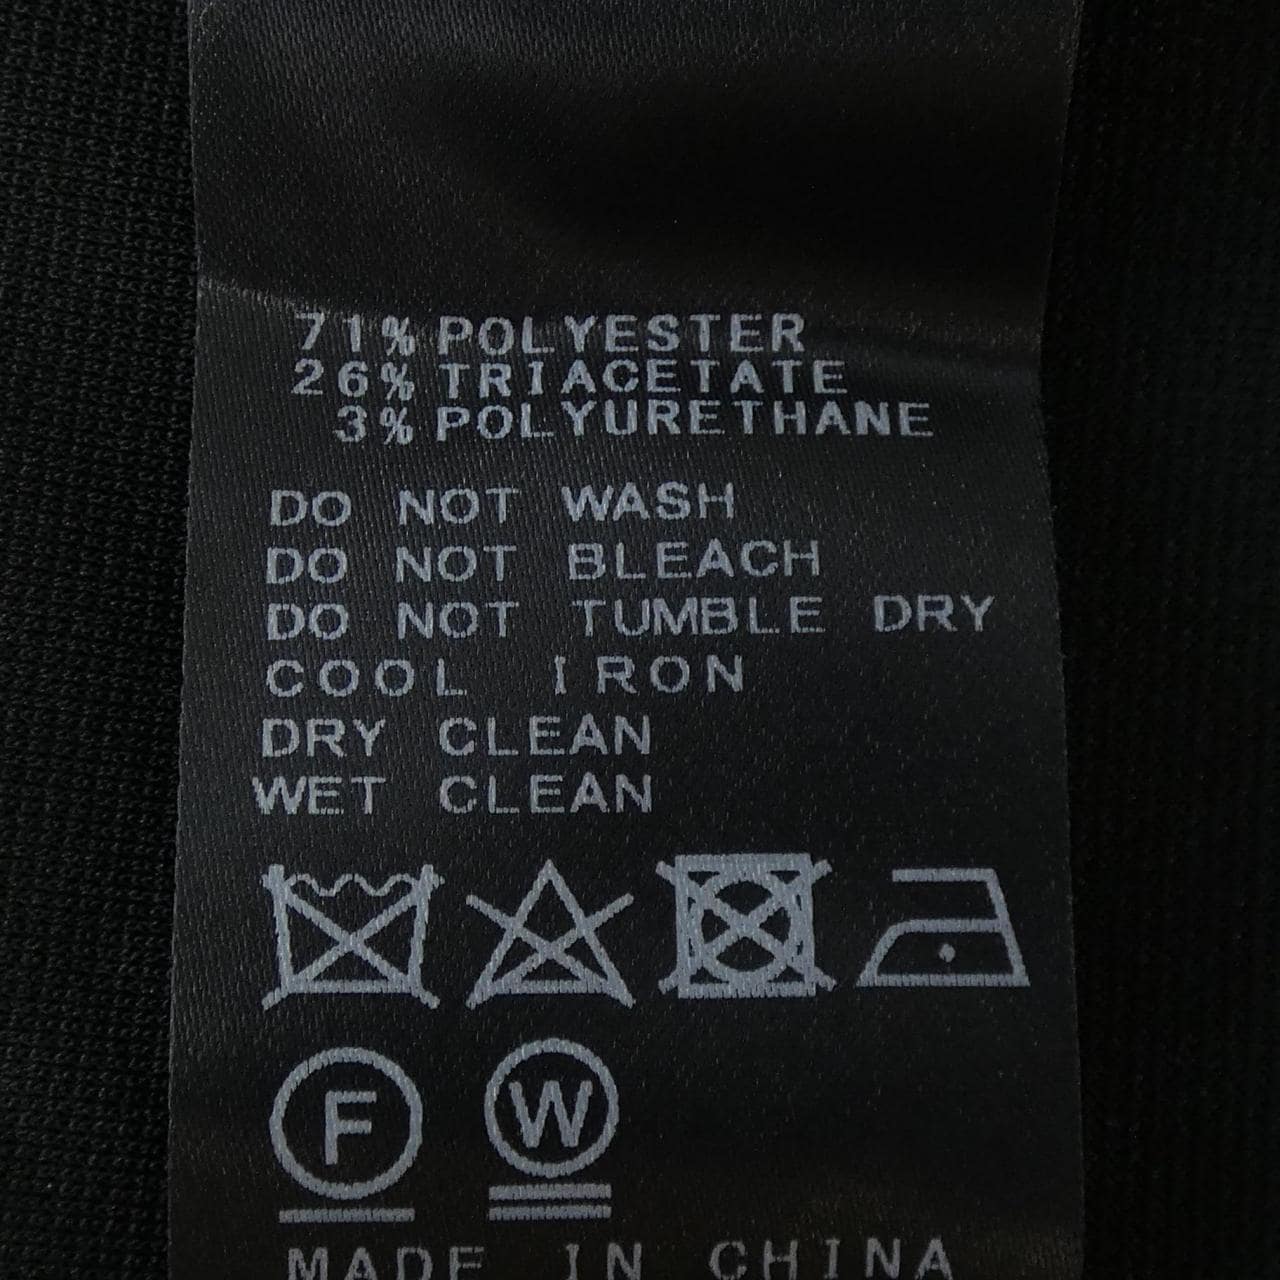 71% POLYESTER
26% TRIACETATE
3% POLYURETHANE
DO NOT WASH
DO NOT BLEACH
DO NOT TUMBLE DRY
COOL IRON
DRY CLEAN
WET CLEAN
F W
MADE IN CHINA